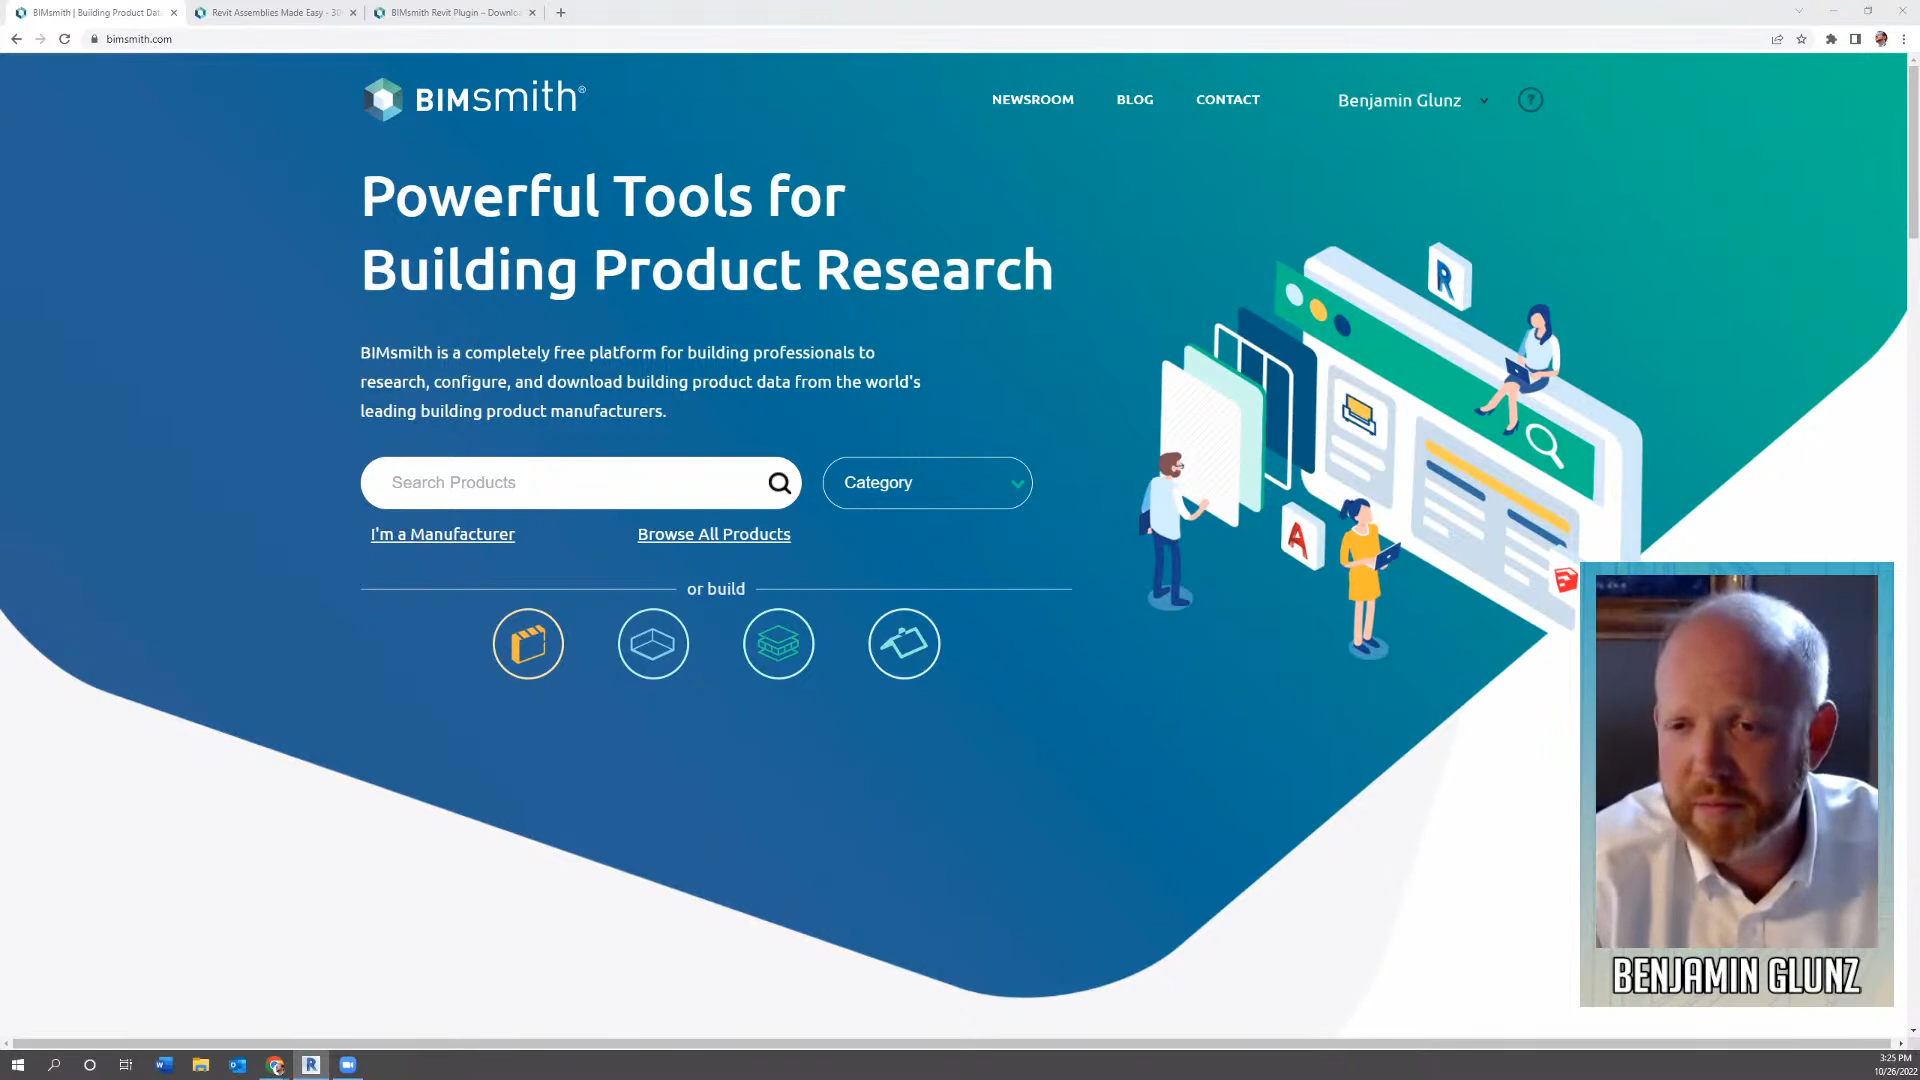 BIMsmith | Building Product Dat
Revit Assemblies Made Easy - 30
BIMsmith Revit Plugin – Downloa
bimsmith.com
BIMsmith®
NEWSROOM
BLOG
CONTACT
Benjamin Glunz
?
Powerful Tools for
Building Product Research
BIMsmith is a completely free platform for building professionals to
research, configure, and download building product data from the world's
leading building product manufacturers.
Search Products
Category
I'm a Manufacturer
Browse All Products
or build
R
A
BENJAMIN GLUNZ
R
3:25 PM
10/26/2022